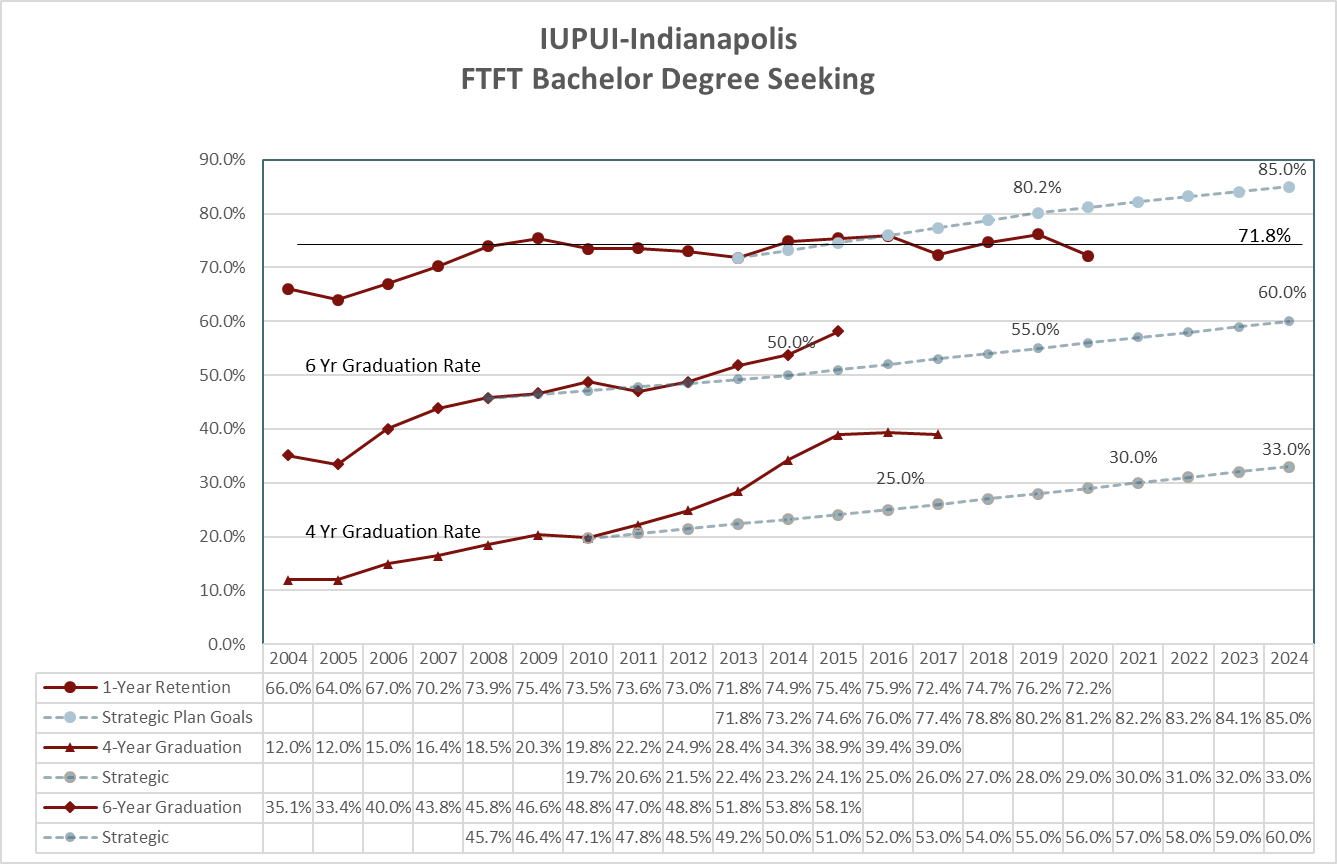 IUPUI-Indianapolis
FTFT Bachelor Degree Seeking
90.0%
85.0%
80.2%
80.0%
71.8%
70.0%
60.0%
60.0%
55.0%
50.0%
6 Yr Graduation Rate
50.0%
40.0%
33.0%
30.0%
25.0%
30.0%
4 Yr Graduation Rate
20.0%
10.0%
0.0%
2004 2005 2006 2007 2008 2009 2010 2011 2012 2013 2014 2015 2016 2017 2018 2019 2020 2021 2022 2023 2024
1-Year Retention 66.0% 64.0% 67.0% 70.2% 73.9% 75.4% 73.5% 73.6% 73.0% 71.8% 74.9% 75.4% 75.9% 72.4% 74.7% 76.2% 72.2%
Strategic Plan Goals 71.8% 73.2% 74.6% 76.0% 77.4% 78.8% 80.2% 81.2% 82.2% 83.2% 84.1% 85.0%
4-Year Graduation 12.0% 12.0% 15.0% 16.4% 18.5% 20.3% 19.8% 22.2% 24.9% 28.4% 34.3% 38.9% 39.4% 39.0%
Strategic 19.7% 20.6% 21.5% 22.4% 23.2% 24.1% 25.0% 26.0% 27.0% 28.0% 29.0% 30.0% 31.0% 32.0% 33.0%
6-Year Graduation 35.1% 33.4% 40.0% 43.8% 45.8% 46.6% 48.8% 47.0% 48.8% 51.8% 53.8% 58.1%
Strategic 45.7% 46.4% 47.1% 47.8% 48.5% 49.2% 50.0% 51.0% 52.0% 53.0% 54.0% 55.0% 56.0% 57.0% 58.0% 59.0% 60.0%